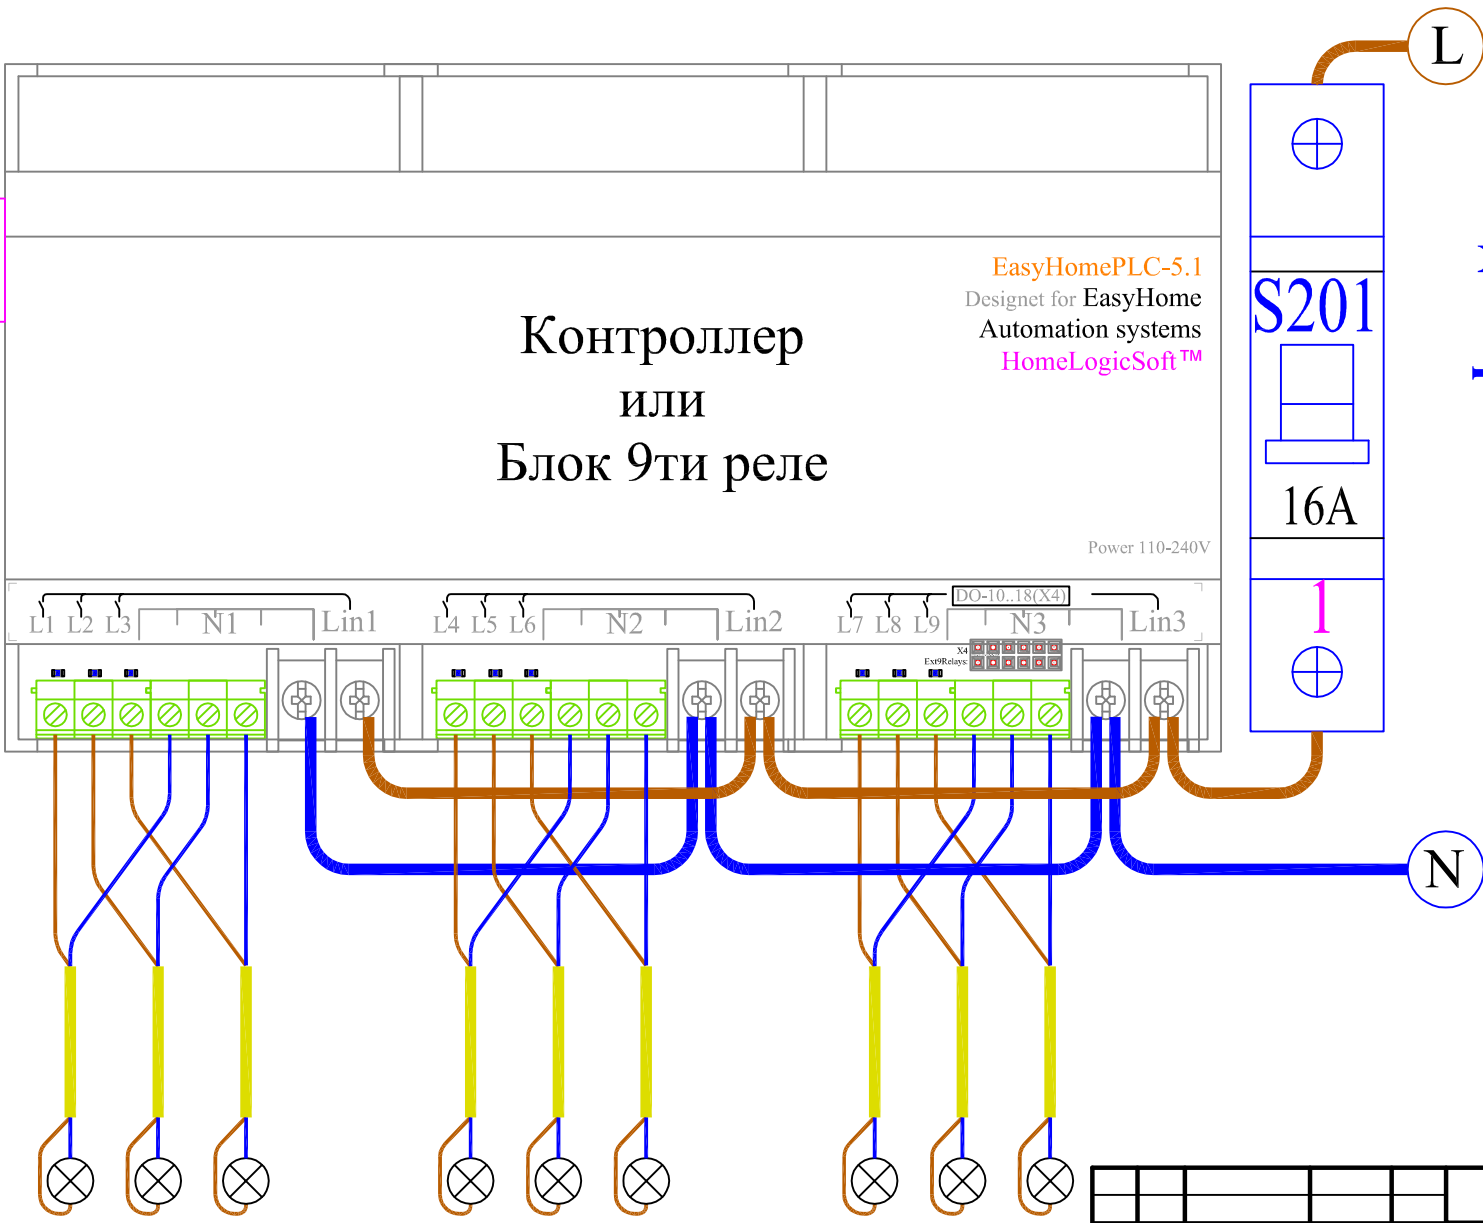 L
EasyHomePLC-5.1
Designet for EasyHome
Automation systems
HomeLogicSoft™
Контроллер
или
Блок 9ти реле
S201
16A
Power 110-240V
1
DO-10..18(X4)
L1 L2 L3 N1 Lin1 L4 L5 L6 N2 Lin2 L7 L8 L9 N3 Lin3
X4
Ext9Relays:
N